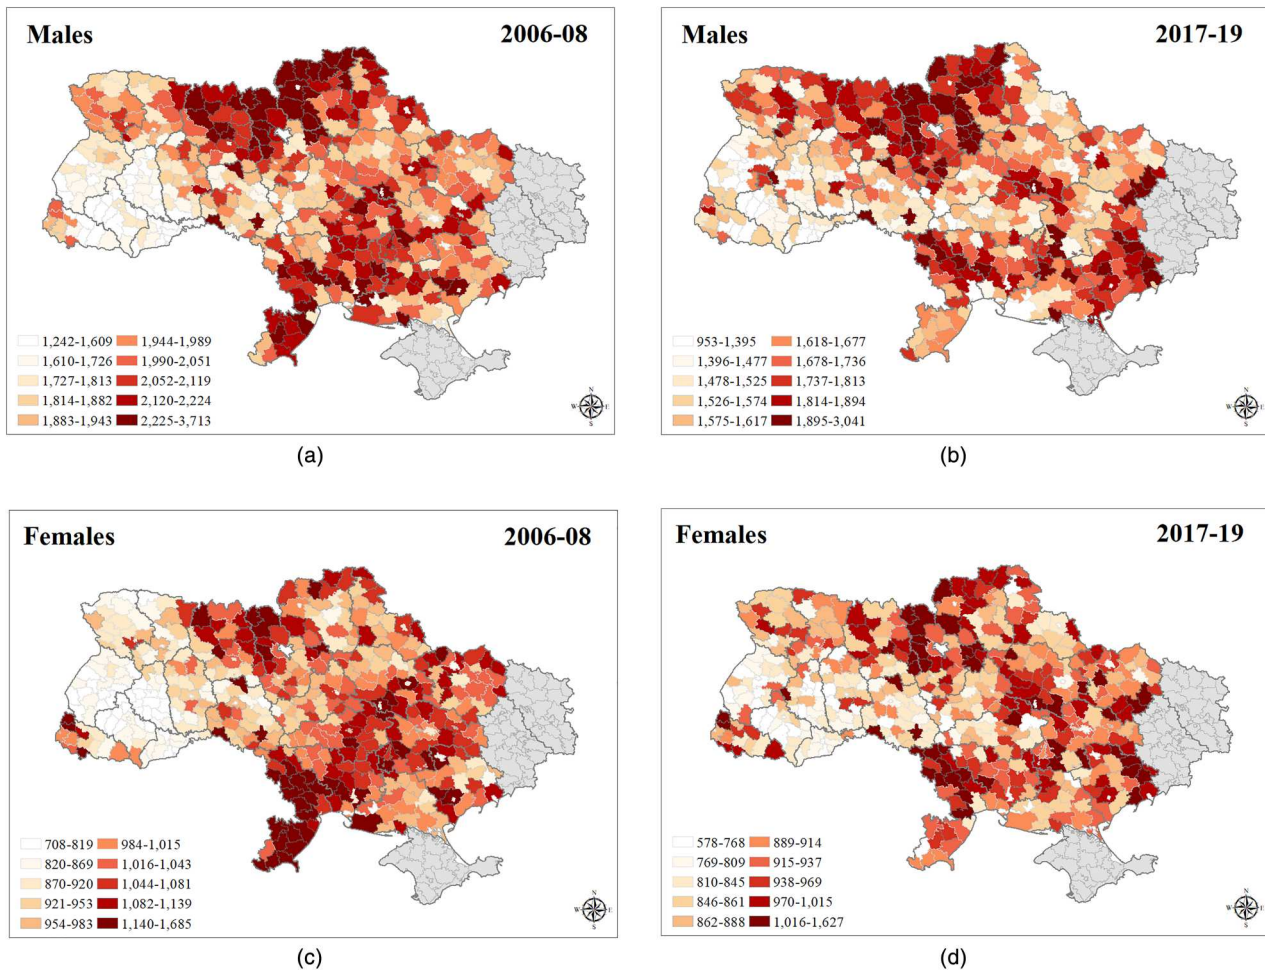 Males 2006-08
1,242-1,609 1,944-1,989
1,610-1,726 1,990-2,051
1,727-1,813 2,052-2,119
1,814-1,882 2,120-2,224
1,883-1,943 2,225-3,713
N
W E
S
(a)
Males 2017-19
953-1,395 1,618-1,677
1,396-1,477 1,678-1,736
1,478-1,525 1,737-1,813
1,526-1,574 1,814-1,894
1,575-1,617 1,895-3,041
N
W E
S
(b)
Females 2006-08
708-819 984-1,015
820-869 1,016-1,043
870-920 1,044-1,081
921-953 1,082-1,139
954-983 1,140-1,685
N
W E
S
(c)
Females 2017-19
578-768 889-914
769-809 915-937
810-845 938-969
846-861 970-1,015
862-888 1,016-1,627
N
W E
S
(d)